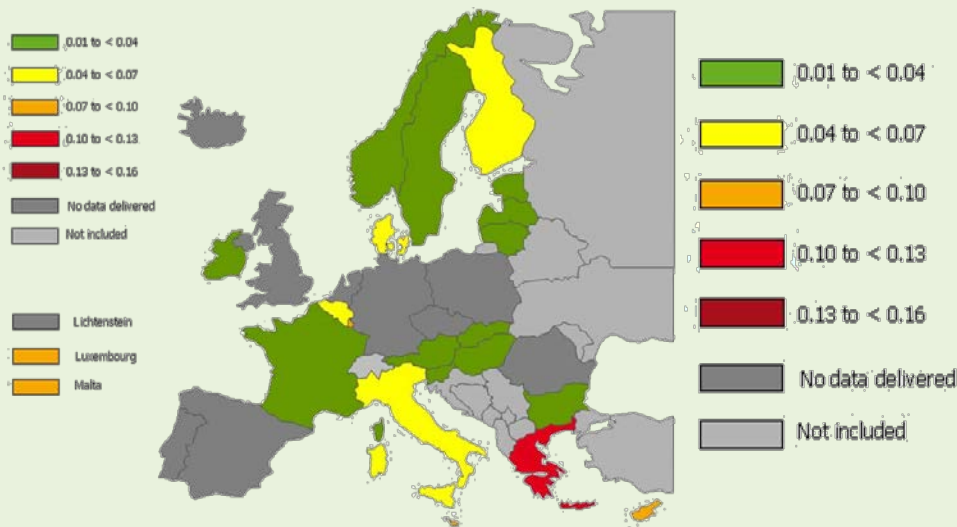 0.01 to < 0.04
0.04 to < 0.07
0.07 to < 0.10
0.10 to < 0.13
0.13 to < 0.16
No data delivered
Not included
Lichtenstein
Luxembourg
Malta
0.01 to < 0.04
0.04 to < 0.07
0.07 to < 0.10
0.10 to < 0.13
0.13 to < 0.16
No data delivered
Not included